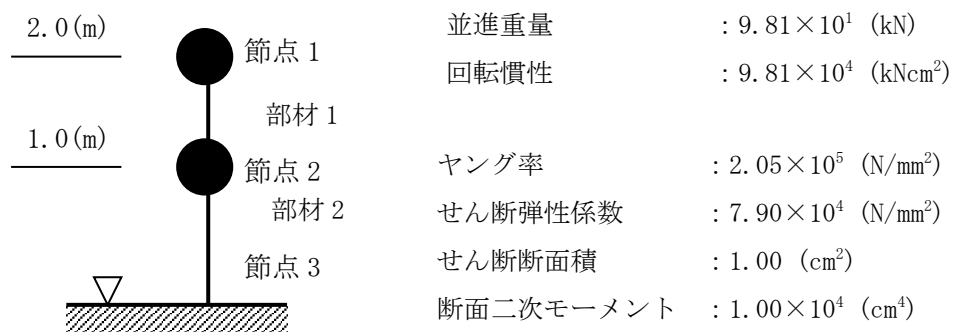 2.0(m)
節点 1
部材 1
1.0(m)
節点 2
部材 2
節点 3
並進重量 :9.81×10¹ (kN)
回転慣性 :9.81×10⁴ (kNcm²)
ヤング率 :2.05×10⁵ (N/mm²)
せん断弾性係数 :7.90×10⁴ (N/mm²)
せん断断面積 :1.00 (cm²)
断面二次モーメント :1.00×10⁴ (cm⁴)